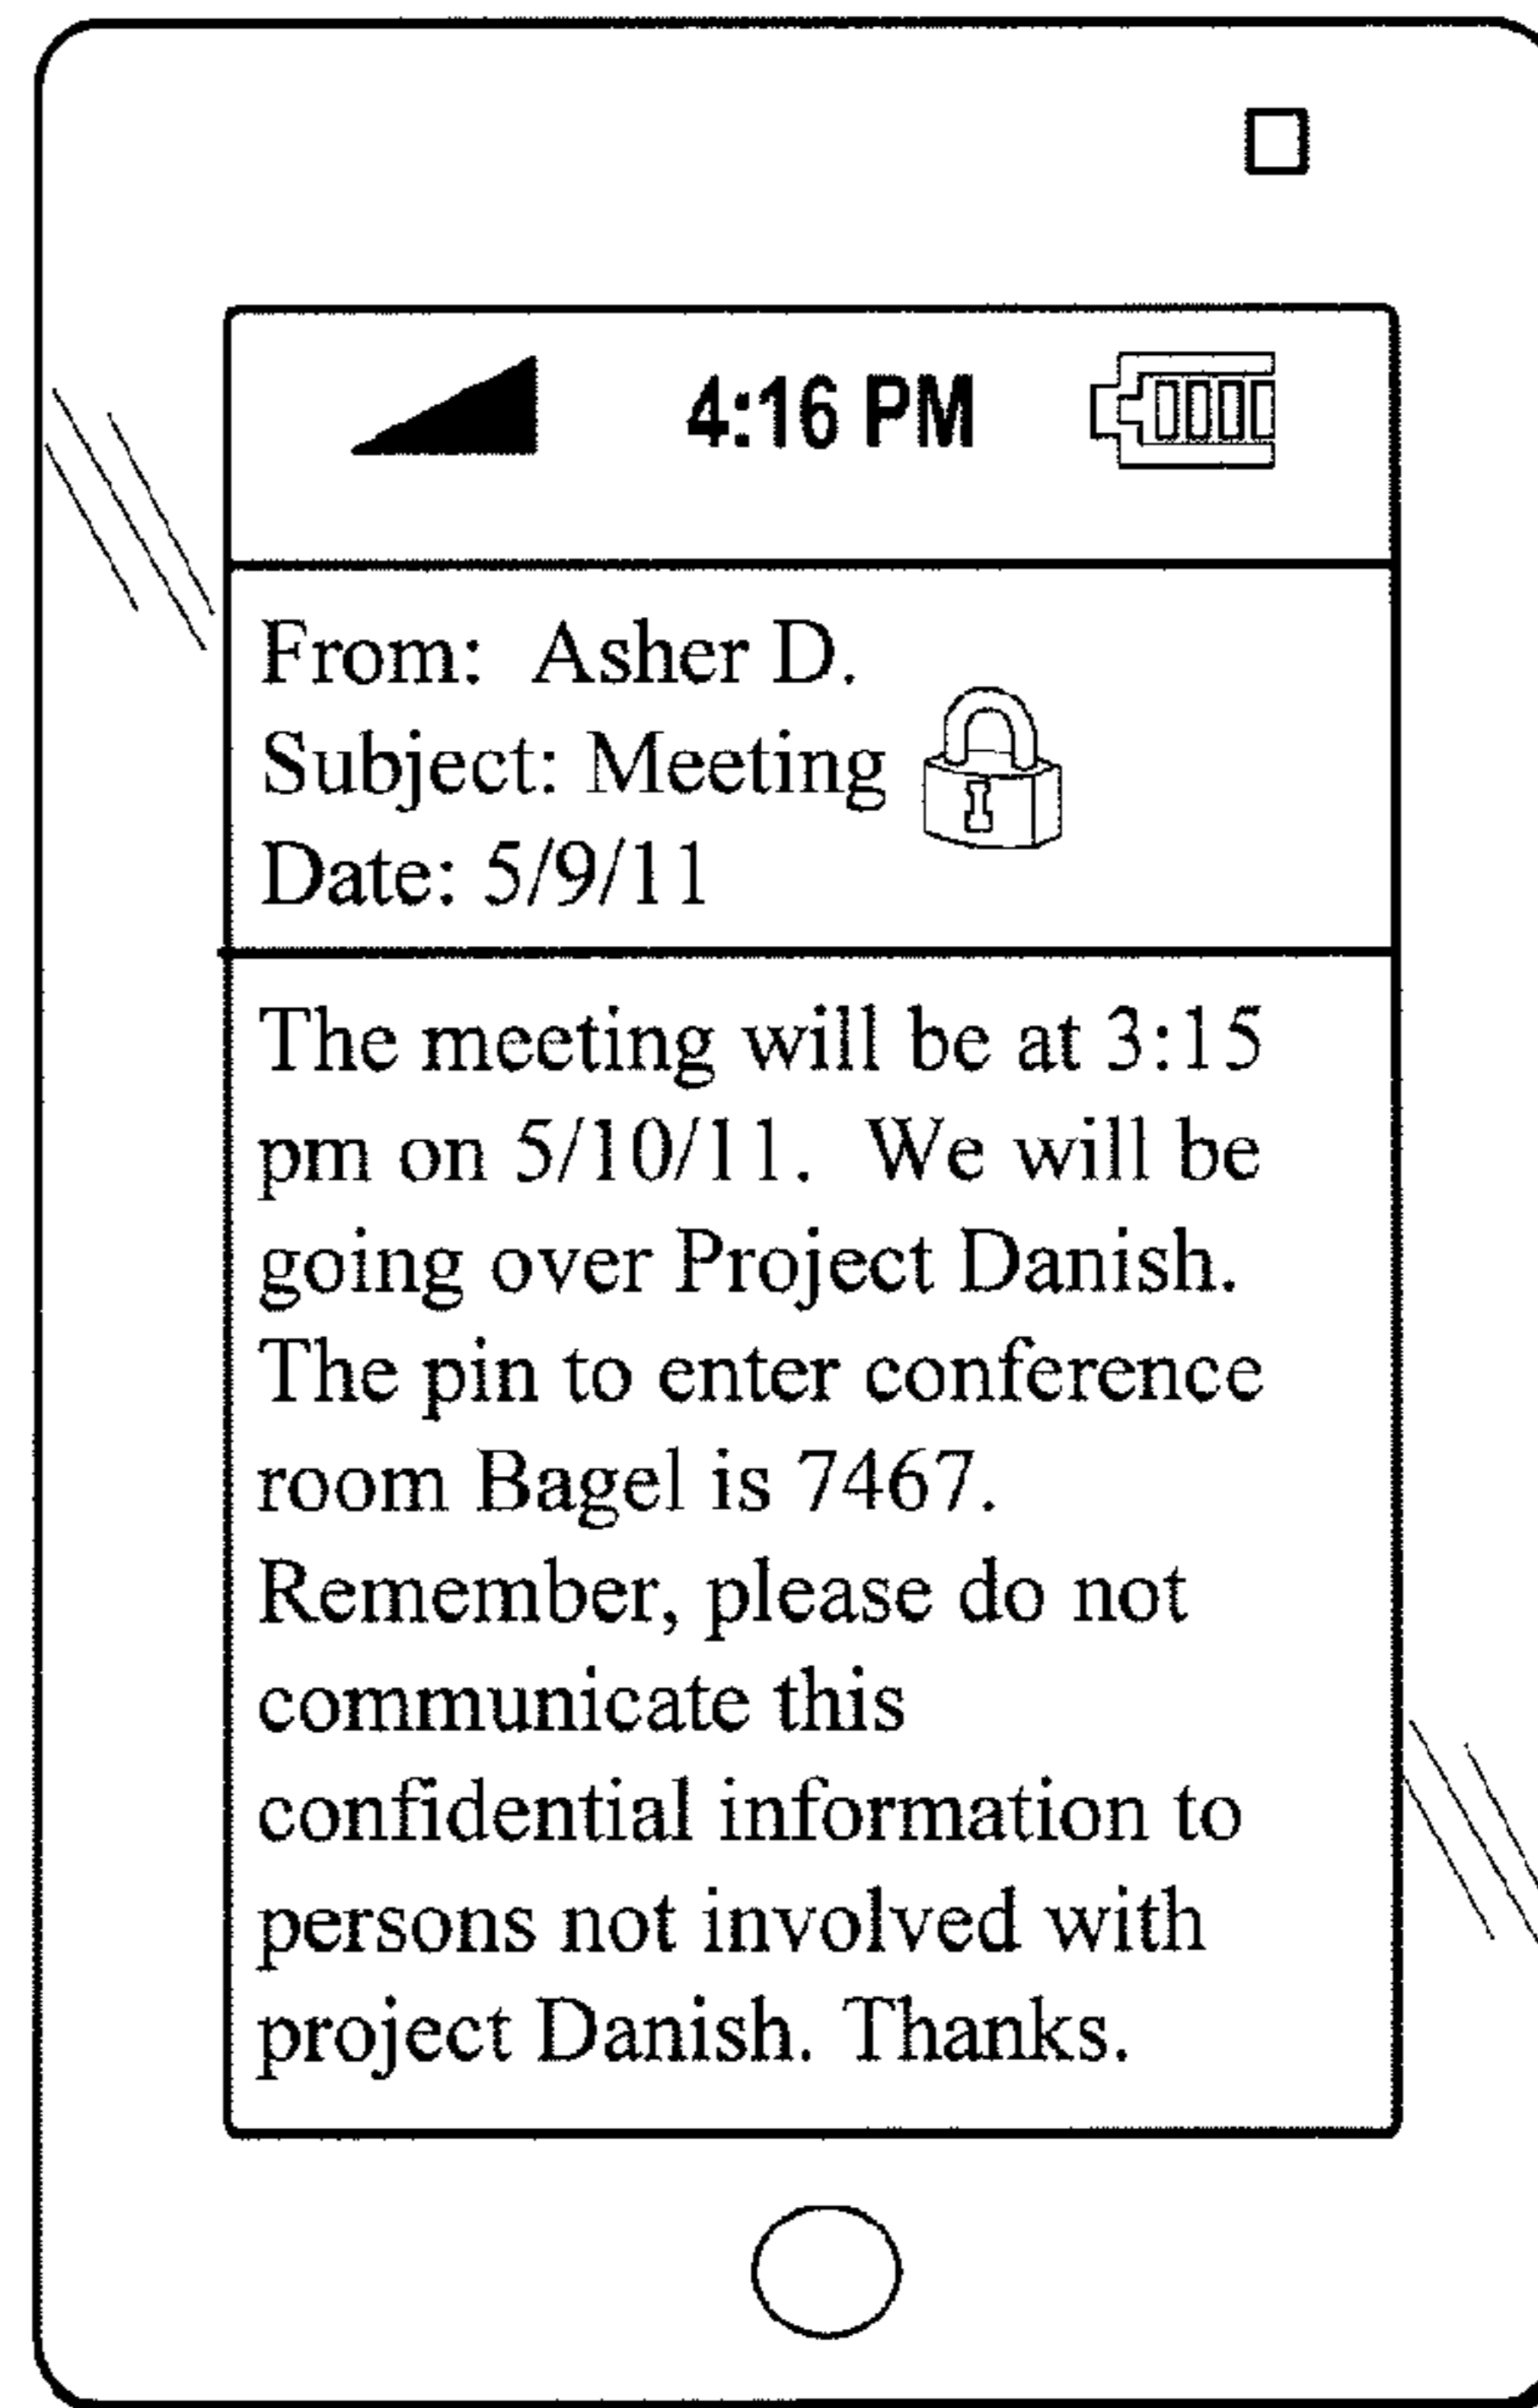 4:16 PM
From:  Asher D.
Subject: Meeting
Date: 5/9/11
The meeting will be at 3:15
pm on 5/10/11.  We will be
going over Project Danish.
The pin to enter conference
room Bagel is 7467.
Remember, please do not
communicate this
confidential information to
persons not involved with
project Danish. Thanks.